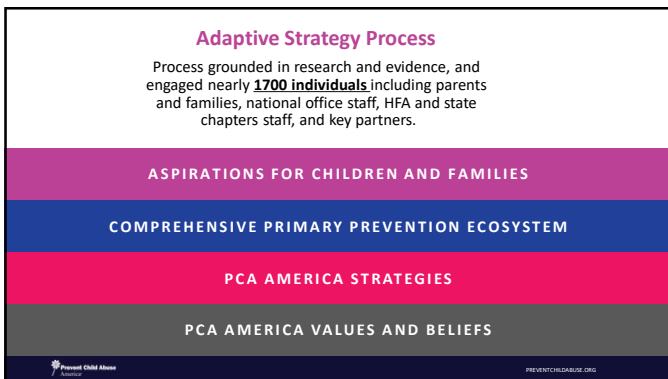 Adaptive Strategy Process
Process grounded in research and evidence, and
engaged nearly 1700 individuals including parents
and families, national office staff, HFA and state
chapters staff, and key partners.
ASPIRATIONS FOR CHILDREN AND FAMILIES
COMPREHENSIVE PRIMARY PREVENTION ECOSYSTEM
PCA AMERICA STRATEGIES
PCA AMERICA VALUES AND BELIEFS
Prevent Child Abuse
America
PREVENTCHILDABUSE.ORG